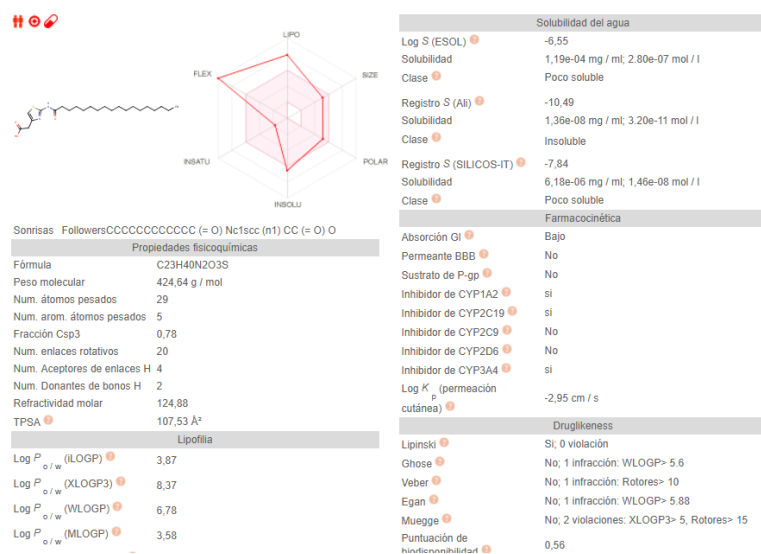 LIPO
FLEX
SIZE
INSATU
POLAR
INSOLU
Sonrisas FollowersCCCCCCCCCCCC (= O) Nc1scc (n1) CC (= O) O
Propiedades fisicoquímicas
Fórmula C23H40N2O3S
Peso molecular 424,64 g / mol
Num. átomos pesados 29
Num. arom. átomos pesados 5
Fracción Csp3 0,78
Num. enlaces rotativos 20
Num. Aceptores de enlaces H 4
Num. Donantes de bonos H 2
Refractividad molar 124,88
TPSA ? 107,53 Å²
Lipofilia
Log P o / w (iLOGP) ? 3,87
Log P o / w (XLOGP3) ? 8,37
Log P o / w (WLOGP) ? 6,78
Log P o / w (MLOGP) ? 3,58
Solubilidad del agua
Log S (ESOL) ? -6,55
Solubilidad 1,19e-04 mg / ml; 2.80e-07 mol / l
Clase ? Poco soluble
Registro S (Ali) ? -10,49
Solubilidad 1,36e-08 mg / ml; 3.20e-11 mol / l
Clase ? Insoluble
Registro S (SILICOS-IT) ? -7,84
Solubilidad 6,18e-06 mg / ml; 1,46e-08 mol / l
Clase ? Poco soluble
Farmacocinética
Absorción GI ? Bajo
Permeante BBB ? No
Sustrato de P-gp ? No
Inhibidor de CYP1A2 ? si
Inhibidor de CYP2C19 ? si
Inhibidor de CYP2C9 ? No
Inhibidor de CYP2D6 ? No
Inhibidor de CYP3A4 ? si
Log K p (permeación
cutánea) ? -2,95 cm / s
Druglikeness
Lipinski ? Si; 0 violación
Ghose ? No; 1 infracción: WLOGP> 5.6
Veber ? No; 1 infracción: Rotores> 10
Egan ? No; 1 infracción: WLOGP> 5.88
Muegge ? No; 2 violaciones: XLOGP3> 5, Rotores> 15
Puntuación de
biodisponibilidad ? 0,56